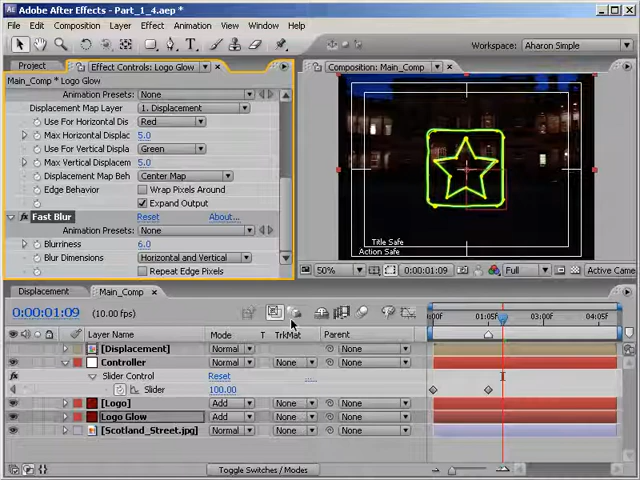 Adobe After Effects - Part_1_4.aep *
File Edit Composition Layer Effect Animation View Window Help
Workspace: Aharon Simple
Project Effect Controls: Logo Glow
Composition: Main_Comp
Main_Comp * Logo Glow
Animation Presets: None
Displacement Map Layer 1. Displacement
Use For Horizontal Dis Red
Max Horizontal Displac 5.0
Use For Vertical Displa Green
Max Vertical Displacem 5.0
Displacement Map Beh Center Map
Edge Behavior Wrap Pixels Around
Expand Output
Fast Blur Reset About...
Animation Presets: None
Blurriness 6.0
Blur Dimensions Horizontal and Vertical
Repeat Edge Pixels
Title Safe
Action Safe
50% 0:00:01:09 Full Active Came
Displacement Main_Comp
0:00:01:09 (10.00 fps)
:00f 01:05f 03:00f 04:05f
# Layer Name Mode T TrkMat Parent
[Displacement] Normal None
Controller Normal None None
Slider Control Reset
Slider 100.00
[Logo] Add None None
Logo Glow Add None None
[Scotland_Street.jpg] Normal None None
Toggle Switches / Modes